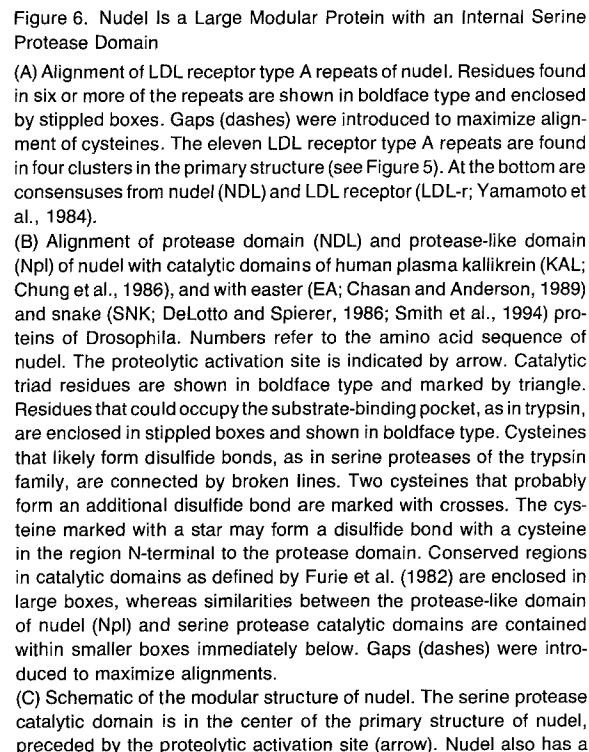 Figure 6. Nudel Is a Large Modular Protein with an Internal Serine
Protease Domain
(A) Alignment of LDL receptor type A repeats of nudel. Residues found
in six or more of the repeats are shown in boldface type and enclosed
by stippled boxes. Gaps (dashes) were introduced to maximize align-
ment of cysteines. The eleven LDL receptor type A repeats are found
in four clusters in the primary structure (see Figure 5). At the bottom are
consensuses from nudel (NDL) and LDL receptor (LDL-r; Yamamoto et
al., 1984).
(B) Alignment of protease domain (NDL) and protease-like domain
(Npl) of nudel with catalytic domains of human plasma kallikrein (KAL;
Chung et al., 1986), and with easter (EA; Chasan and Anderson, 1989)
and snake (SNK; DeLotto and Spierer, 1986; Smith et al., 1994) pro-
teins of Drosophila. Numbers refer to the amino acid sequence of
nudel. The proteolytic activation site is indicated by arrow. Catalytic
triad residues are shown in boldface type and marked by triangle.
Residues that could occupy the substrate-binding pocket, as in trypsin,
are enclosed in stippled boxes and shown in boldface type. Cysteines
that likely form disulfide bonds, as in serine proteases of the trypsin
family, are connected by broken lines. Two cysteines that probably
form an additional disulfide bond are marked with crosses. The cys-
teine marked with a star may form a disulfide bond with a cysteine
in the region N-terminal to the protease domain. Conserved regions
in catalytic domains as defined by Furie et al. (1982) are enclosed in
large boxes, whereas similarities between the protease-like domain
of nudel (Npl) and serine protease catalytic domains are contained
within smaller boxes immediately below. Gaps (dashes) were intro-
duced to maximize alignments.
(C) Schematic of the modular structure of nudel. The serine protease
catalytic domain is in the center of the primary structure of nudel,
preceded by the proteolytic activation site (arrow). Nudel also has a